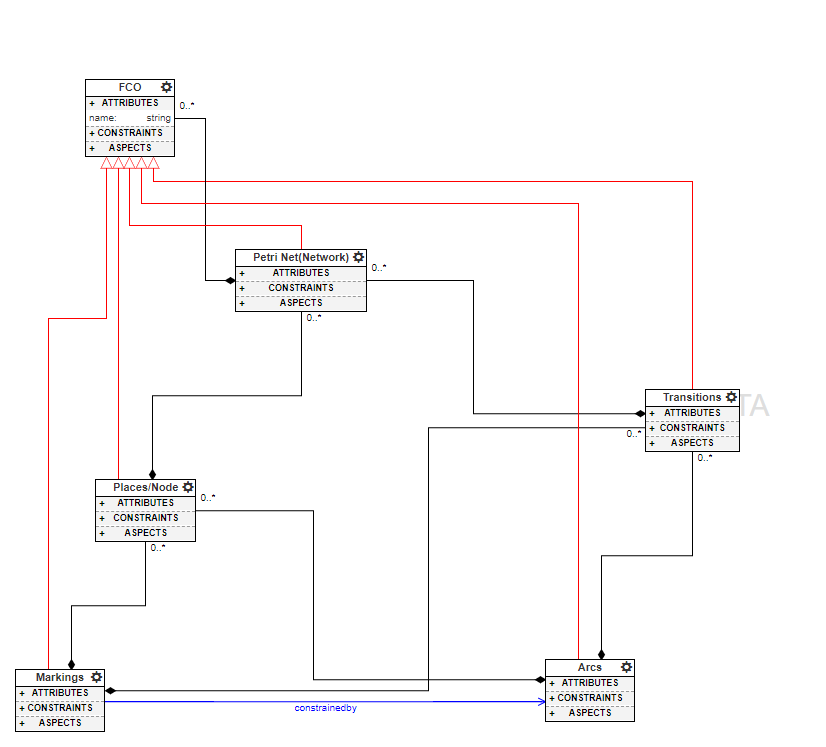 FCO
+ ATTRIBUTES
name: string
+ CONSTRAINTS
+ ASPECTS
0..*
Petri Net(Network)
+ ATTRIBUTES
+ CONSTRAINTS
+ ASPECTS
0..*
0..*
Transitions
+ ATTRIBUTES
+ CONSTRAINTS
+ ASPECTS
0..*
0..*
TA
Places/Node
+ ATTRIBUTES
+ CONSTRAINTS
+ ASPECTS
0..*
0..*
Markings
+ ATTRIBUTES
+ CONSTRAINTS
+ ASPECTS
constrainedby
Arcs
+ ATTRIBUTES
+ CONSTRAINTS
+ ASPECTS